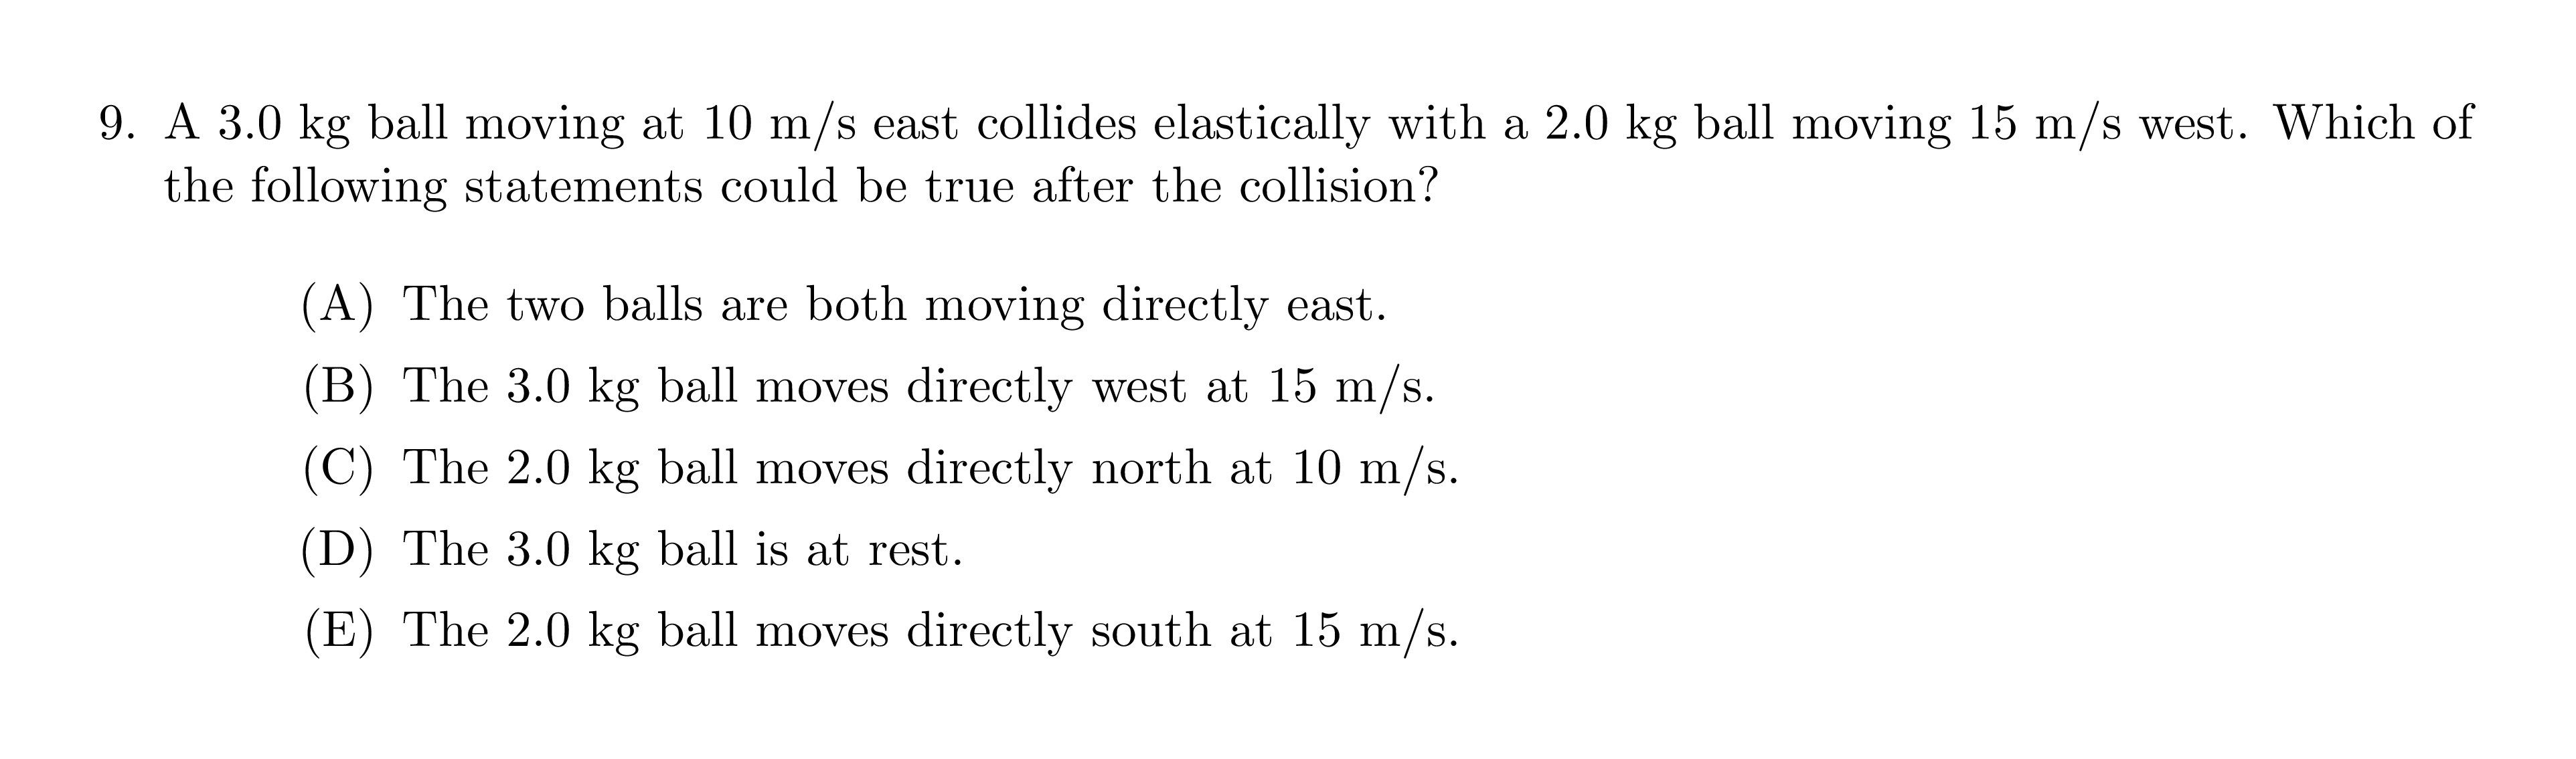 9. A 3.0 kg ball moving at 10 m/s east collides elastically with a 2.0 kg ball moving 15 m/s west. Which of
the following statements could be true after the collision?
(A) The two balls are both moving directly east.
(B) The 3.0 kg ball moves directly west at 15 m/s.
(C) The 2.0 kg ball moves directly north at 10 m/s.
(D) The 3.0 kg ball is at rest.
(E) The 2.0 kg ball moves directly south at 15 m/s.